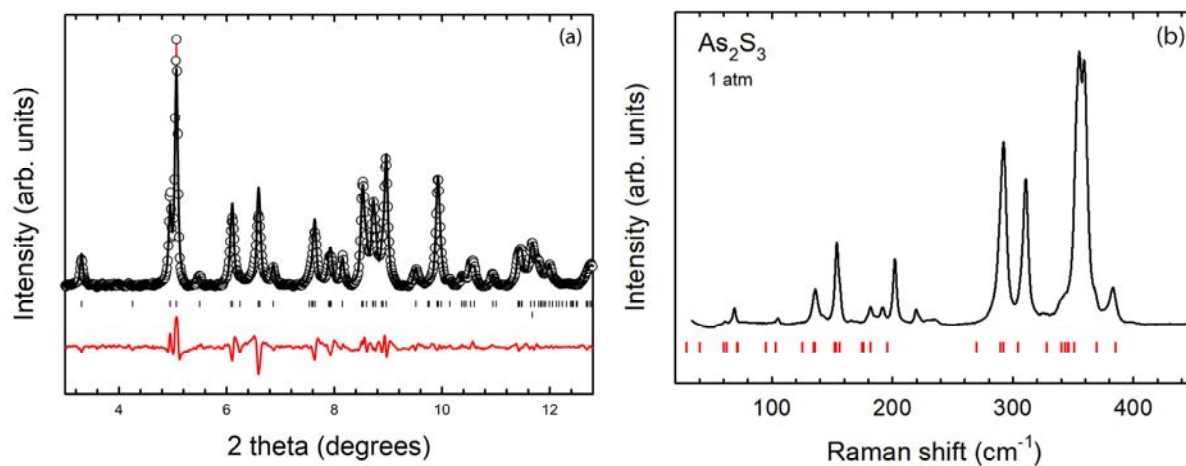 (a)
Intensity (arb. units)
4 6 8 10 12
2 theta (degrees)
(b)
As₂S₃
1 atm
Intensity (arb. units)
100 200 300 400
Raman shift (cm⁻¹)